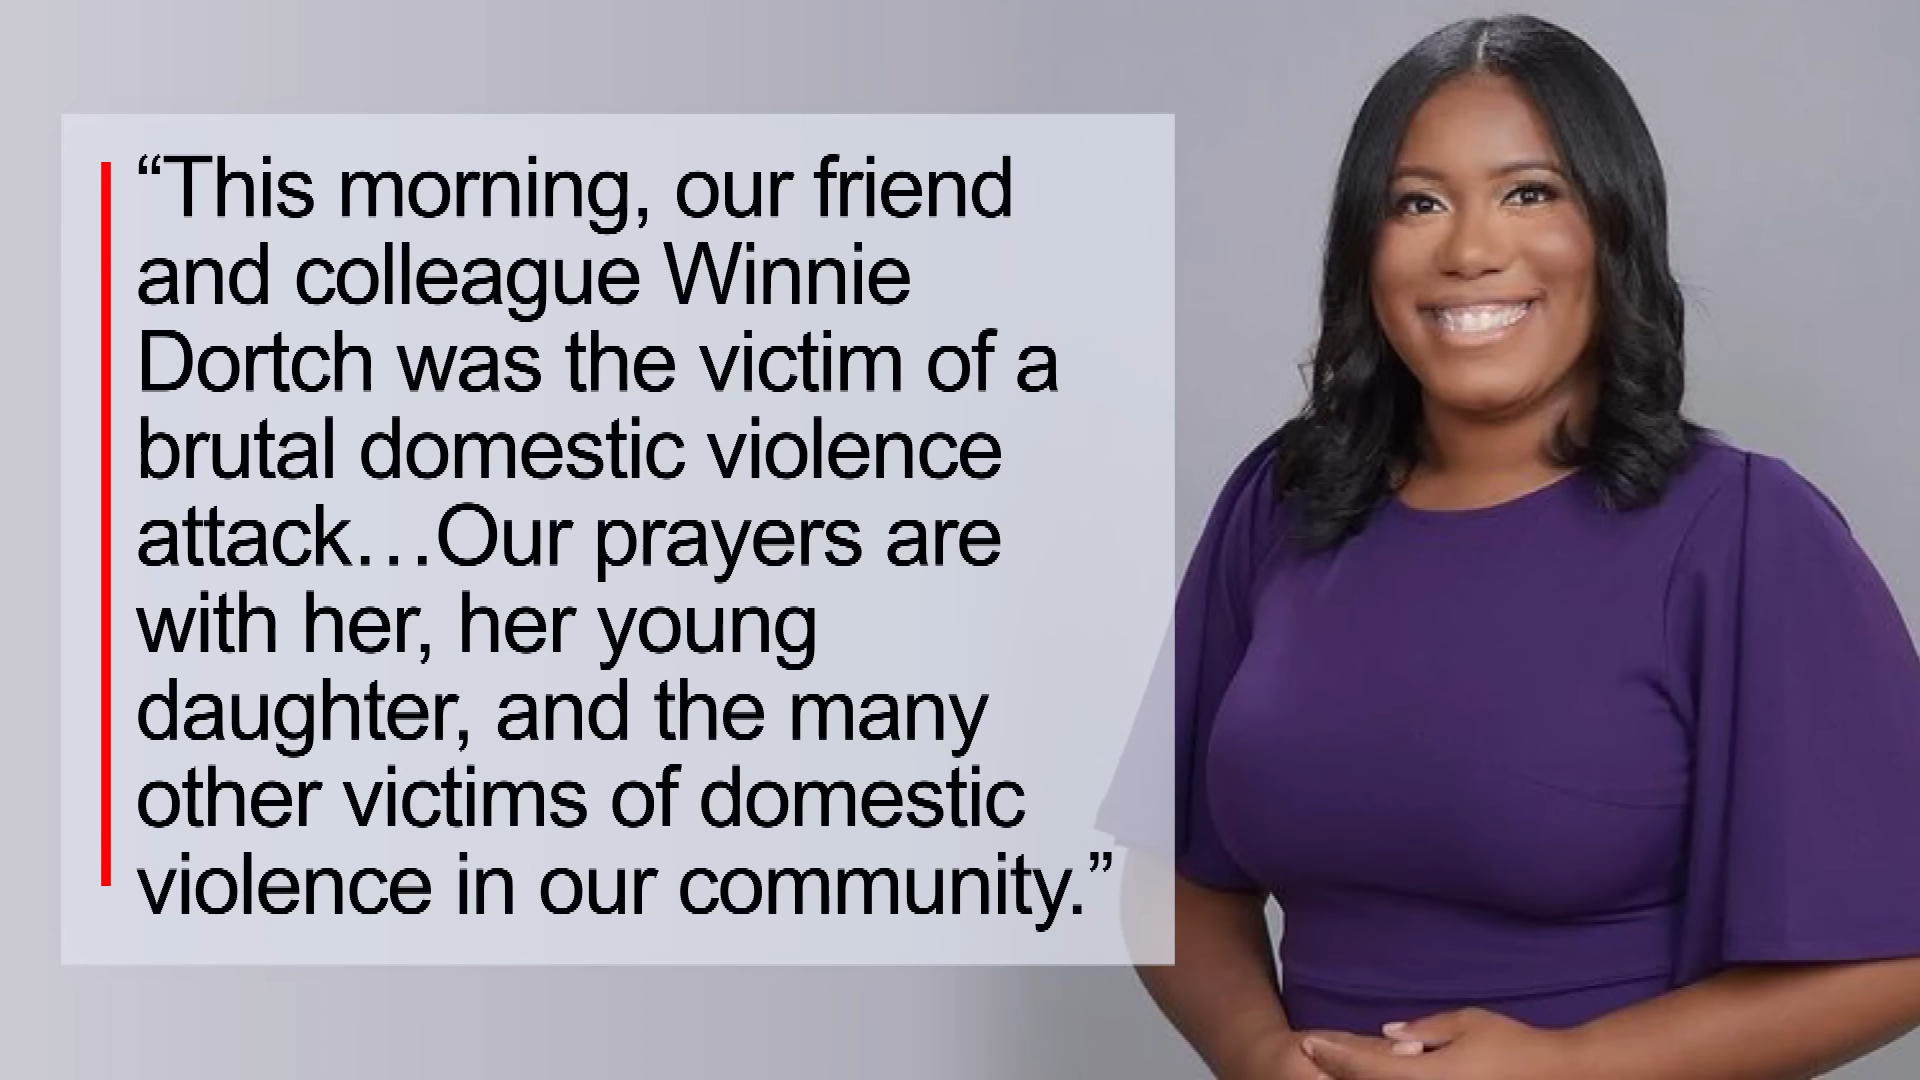 “This morning, our friend
and colleague Winnie
Dortch was the victim of a
brutal domestic violence
attack…Our prayers are
with her, her young
daughter, and the many
other victims of domestic
violence in our community.”